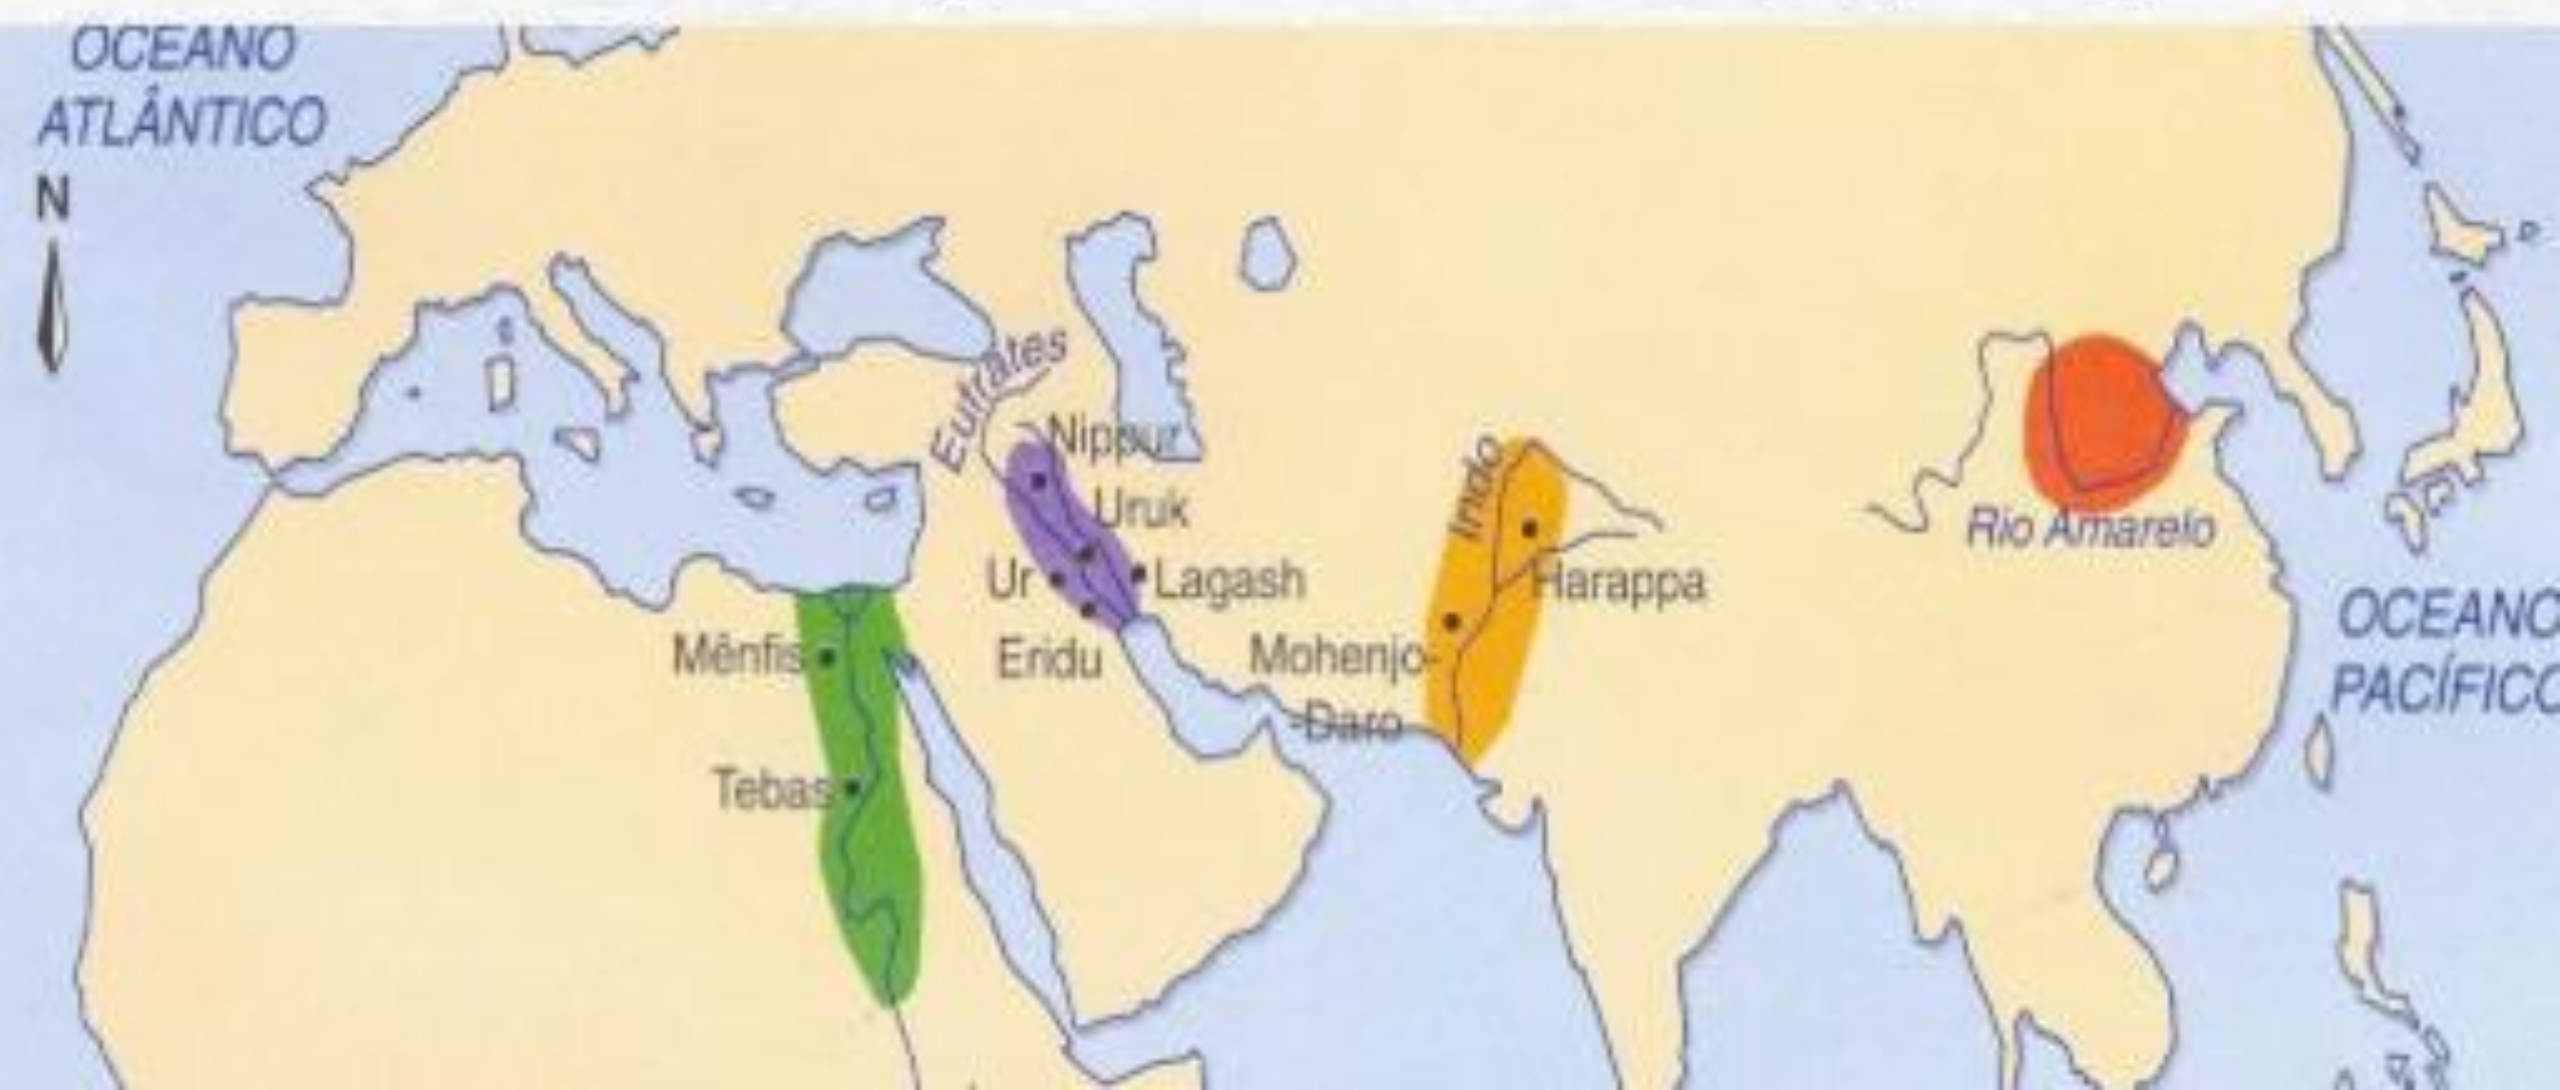 OCEANO
ATLÂNTICO
N
Eufrates
Nippur
Uruk
Ur
Lagash
Eridu
Mênfis
Tebas
Indo
Harappa
Mohenjo-
-Daro
Rio Amarelo
OCEANO
PACÍFICO